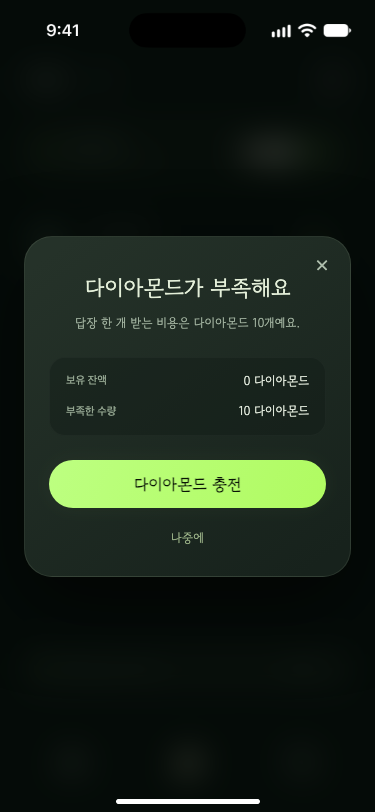 9:41
다이아몬드가 부족해요
답장 한 개 받는 비용은 다이아몬드 10개예요.
보유 잔액 0 다이아몬드
부족한 수량 10 다이아몬드
다이아몬드 충전
나중에